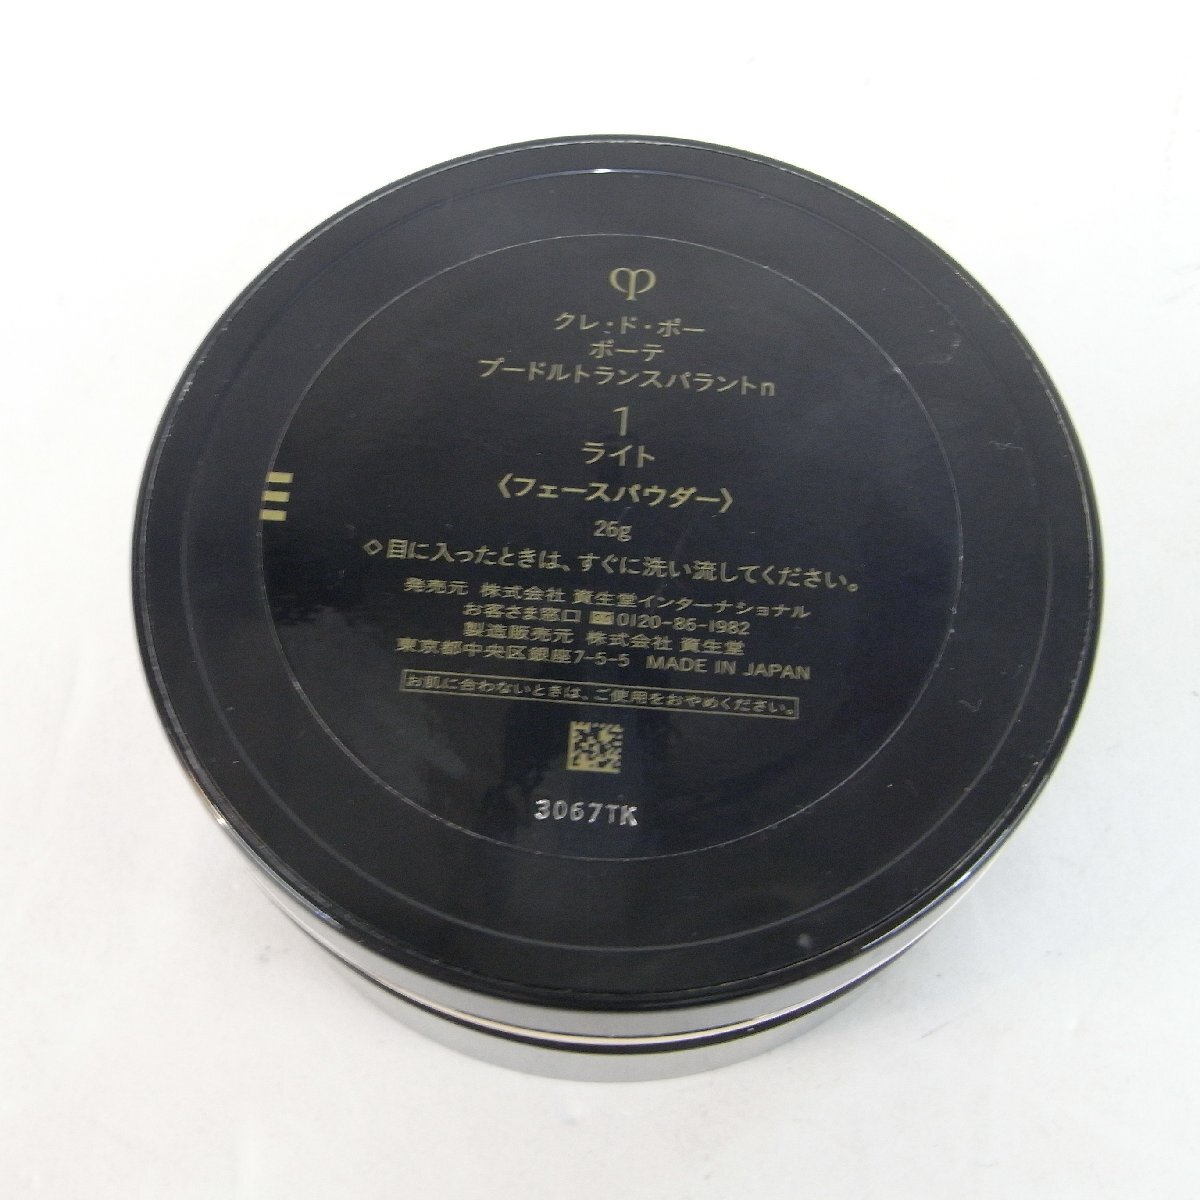 クレ・ド・ポー
ボーテ
プードルトランスパラントn
1
ライト
〈フェースパウダー〉
26g
◇目に入ったときは、すぐに洗い流してください。
発売元 株式会社 資生堂インターナショナル
お客さま窓口 0120-86-1982
製造販売元 株式会社 資生堂
東京都中央区銀座7-5-5 MADE IN JAPAN
お肌に合わないときは、ご使用をおやめください。
3067TK